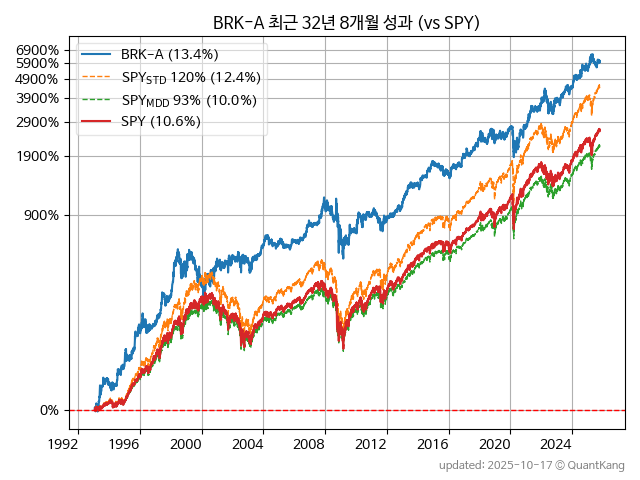 BRK-A 최근 32년 8개월 성과 (vs SPY)
BRK-A (13.4%)
SPY_STD 120% (12.4%)
SPY_MDD 93% (10.0%)
SPY (10.6%)
6900%
5900%
4900%
3900%
2900%
1900%
900%
0%
1992 1996 2000 2004 2008 2012 2016 2020 2024
updated: 2025-10-17 © QuantKang